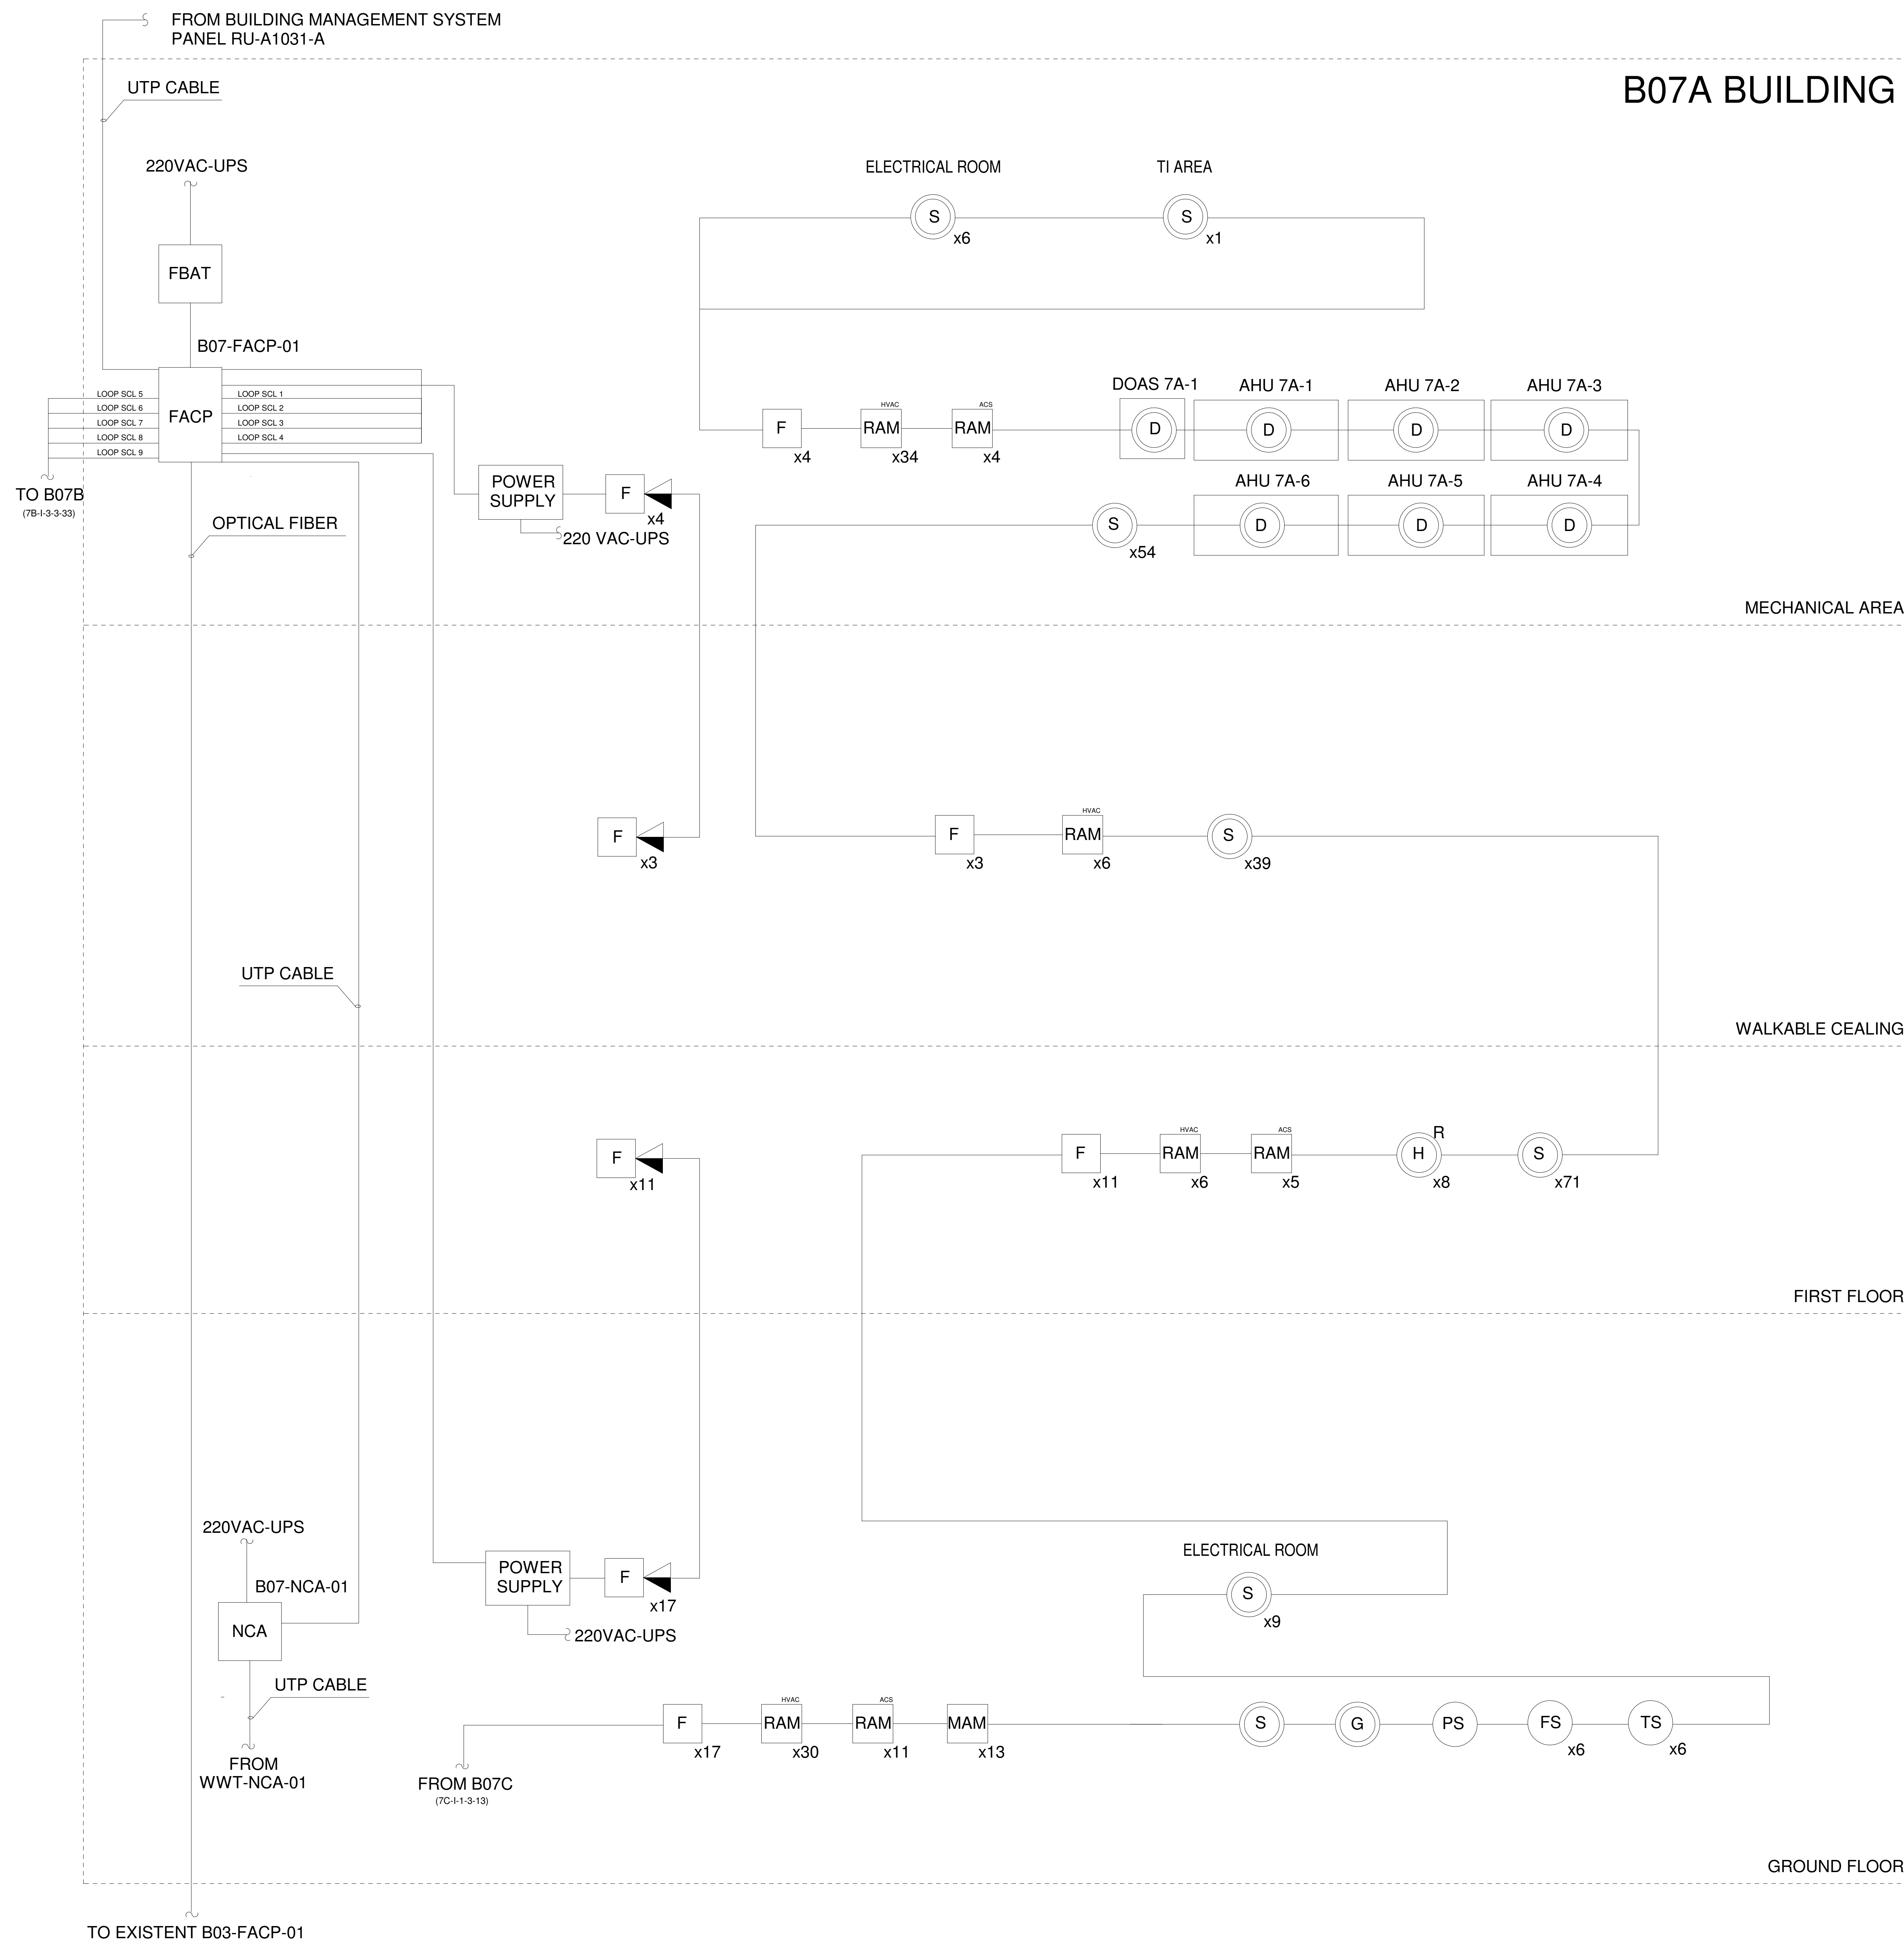 FROM BUILDING MANAGEMENT SYSTEM
PANEL RU-A1031-A
UTP CABLE
B07A BUILDING
220VAC-UPS
ELECTRICAL ROOM
TI AREA
S
x6
S
x1
FBAT
B07-FACP-01
FACP
LOOP SCL 5
LOOP SCL 6
LOOP SCL 7
LOOP SCL 8
LOOP SCL 9
LOOP SCL 1
LOOP SCL 2
LOOP SCL 3
LOOP SCL 4
TO B07B
(7B-I-3-3-33)
OPTICAL FIBER
POWER
SUPPLY
220 VAC-UPS
F
x4
F
x4
HVAC
RAM
x34
ACS
RAM
x4
DOAS 7A-1
D
AHU 7A-1
D
AHU 7A-2
D
AHU 7A-3
D
S
x54
AHU 7A-6
D
AHU 7A-5
D
AHU 7A-4
D
MECHANICAL AREA
F
x3
F
x3
HVAC
RAM
x6
S
x39
UTP CABLE
WALKABLE CEALING
F
x11
F
x11
HVAC
RAM
x6
ACS
RAM
x5
H
R
x8
S
x71
FIRST FLOOR
220VAC-UPS
B07-NCA-01
NCA
UTP CABLE
FROM
WWT-NCA-01
POWER
SUPPLY
220VAC-UPS
F
x17
ELECTRICAL ROOM
S
x9
FROM B07C
(7C-I-1-3-13)
F
x17
HVAC
RAM
x30
ACS
RAM
x11
MAM
x13
S
G
PS
FS
x6
TS
x6
GROUND FLOOR
TO EXISTENT B03-FACP-01